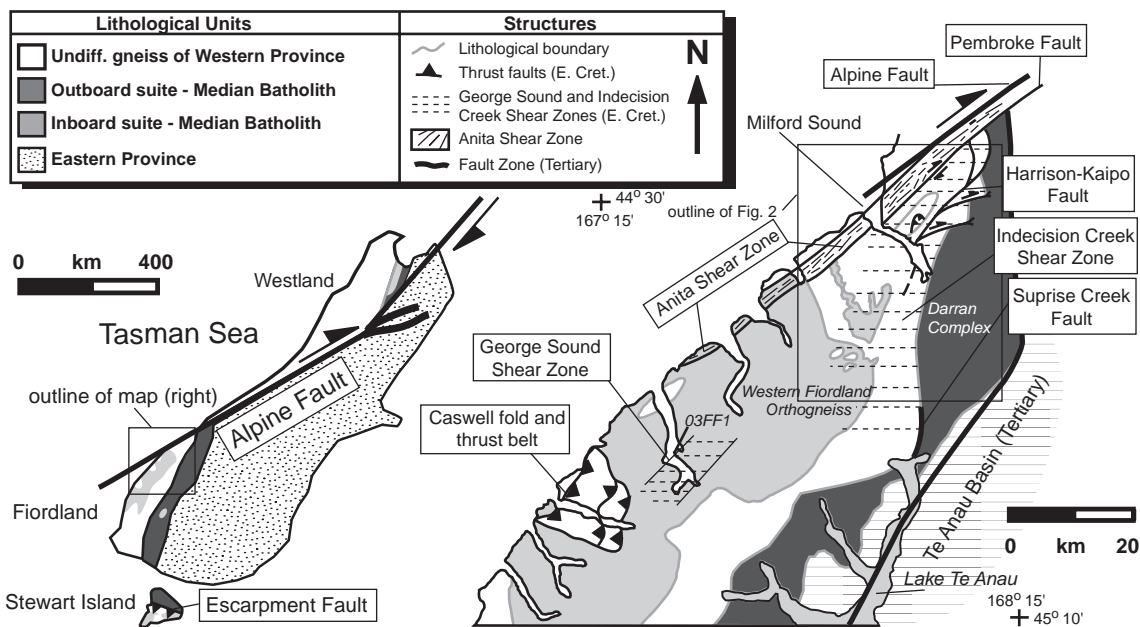 Lithological Units
Undiff. gneiss of Western Province
Outboard suite - Median Batholith
Inboard suite - Median Batholith
Eastern Province
Structures
Lithological boundary
Thrust faults (E. Cret.)
George Sound and Indecision
Creek Shear Zones (E. Cret.)
Anita Shear Zone
Fault Zone (Tertiary)
N
Pembroke Fault
Alpine Fault
Milford Sound
Harrison-Kaipo
Fault
Indecision Creek
Shear Zone
Suprise Creek
Fault
44º 30'
167º 15'
outline of Fig. 2
Anita Shear Zone
Darran
Complex
George Sound
Shear Zone
Western Fiordland
Orthogneiss
03FF1
Caswell fold and
thrust belt
Te Anau Basin (Tertiary)
Lake Te Anau
0 km 20
168º 15'
45º 10'
0 km 400
Westland
Tasman Sea
outline of map (right)
Alpine Fault
Fiordland
Stewart Island
Escarpment Fault